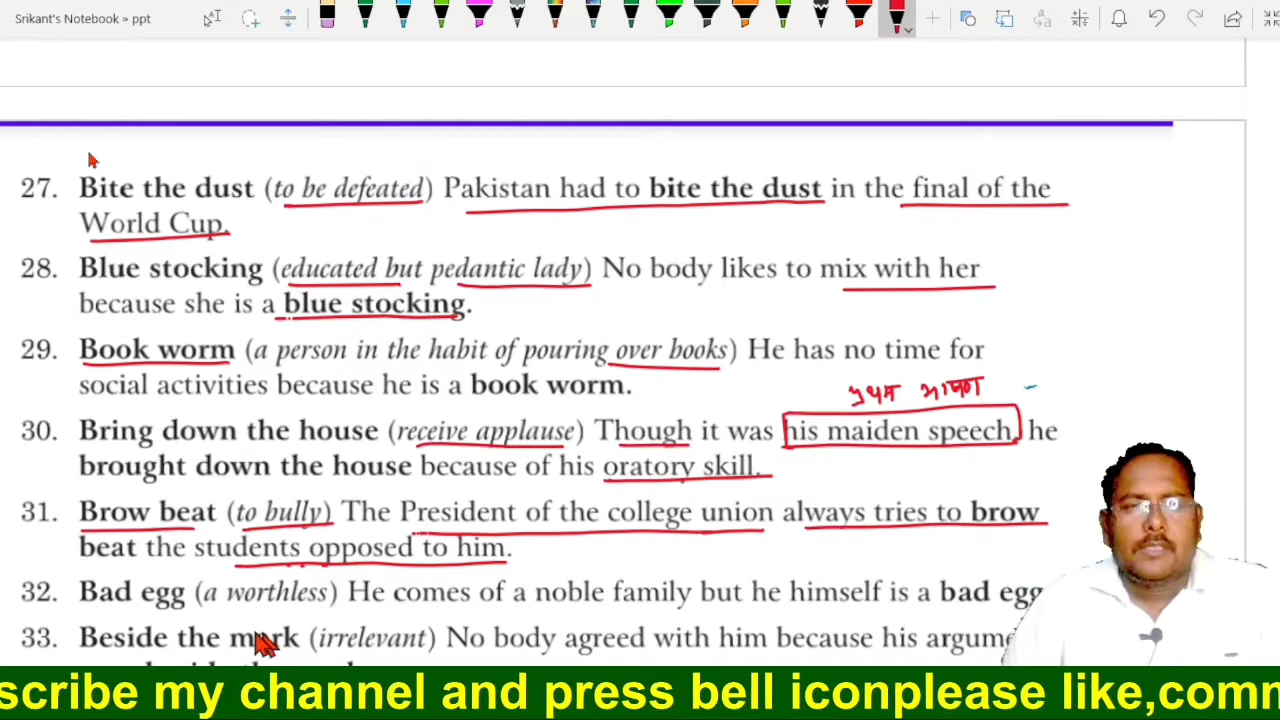 Srikant's Notebook » ppt
27. Bite the dust (to be defeated) Pakistan had to bite the dust in the final of the
World Cup.
28. Blue stocking (educated but pedantic lady) No body likes to mix with her
because she is a blue stocking.
29. Book worm (a person in the habit of pouring over books) He has no time for
social activities because he is a book worm.
प्रथम भाषण
30. Bring down the house (receive applause) Though it was his maiden speech, he
brought down the house because of his oratory skill.
31. Brow beat (to bully) The President of the college union always tries to brow
beat the students opposed to him.
32. Bad egg (a worthless) He comes of a noble family but he himself is a bad egg
33. Beside the mark (irrelevant) No body agreed with him because his argume
scribe my channel and press bell iconplease like,comm